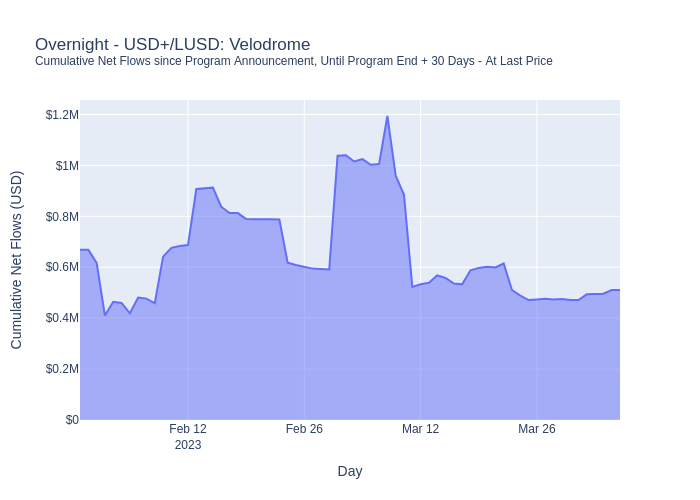 Overnight - USD+/LUSD: Velodrome
Cumulative Net Flows since Program Announcement, Until Program End + 30 Days - At Last Price
$1.2M
$1M
$0.8M
$0.6M
$0.4M
$0.2M
$0
Cumulative Net Flows (USD)
Feb 12
2023
Feb 26
Mar 12
Mar 26
Day